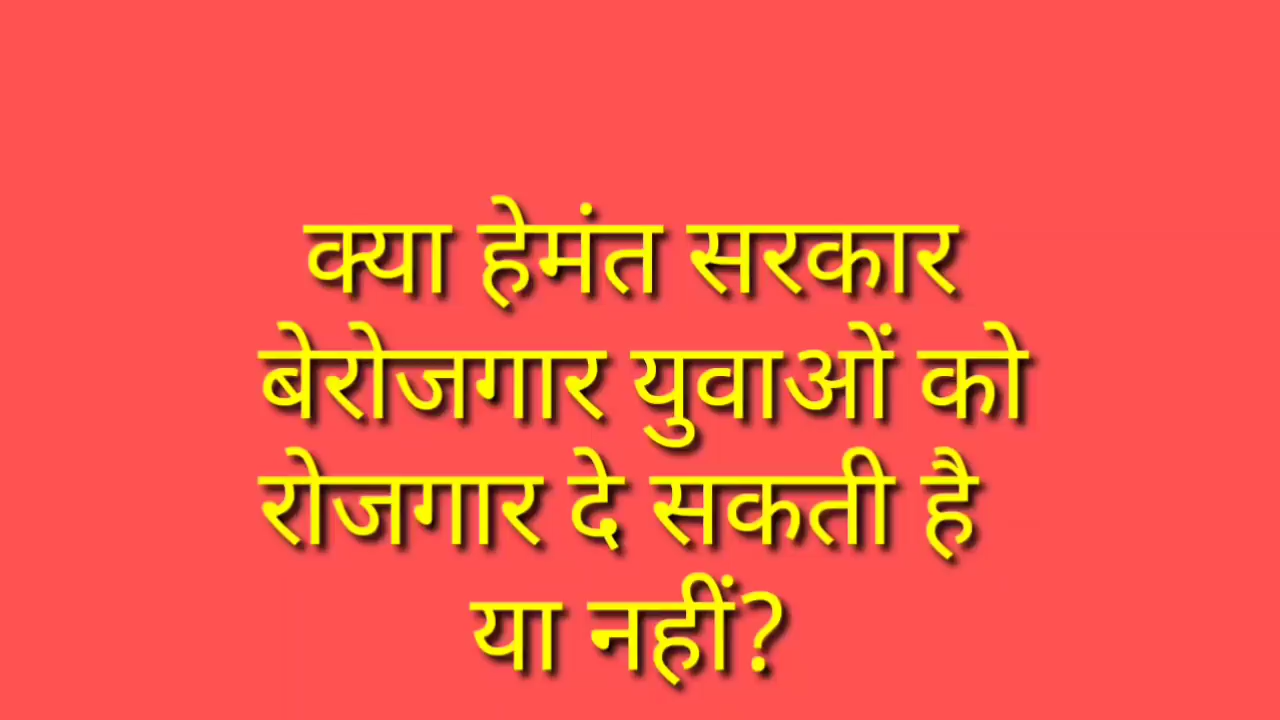 क्या हेमंत सरकार
बेरोजगार युवाओं को
रोजगार दे सकती है
या नहीं?